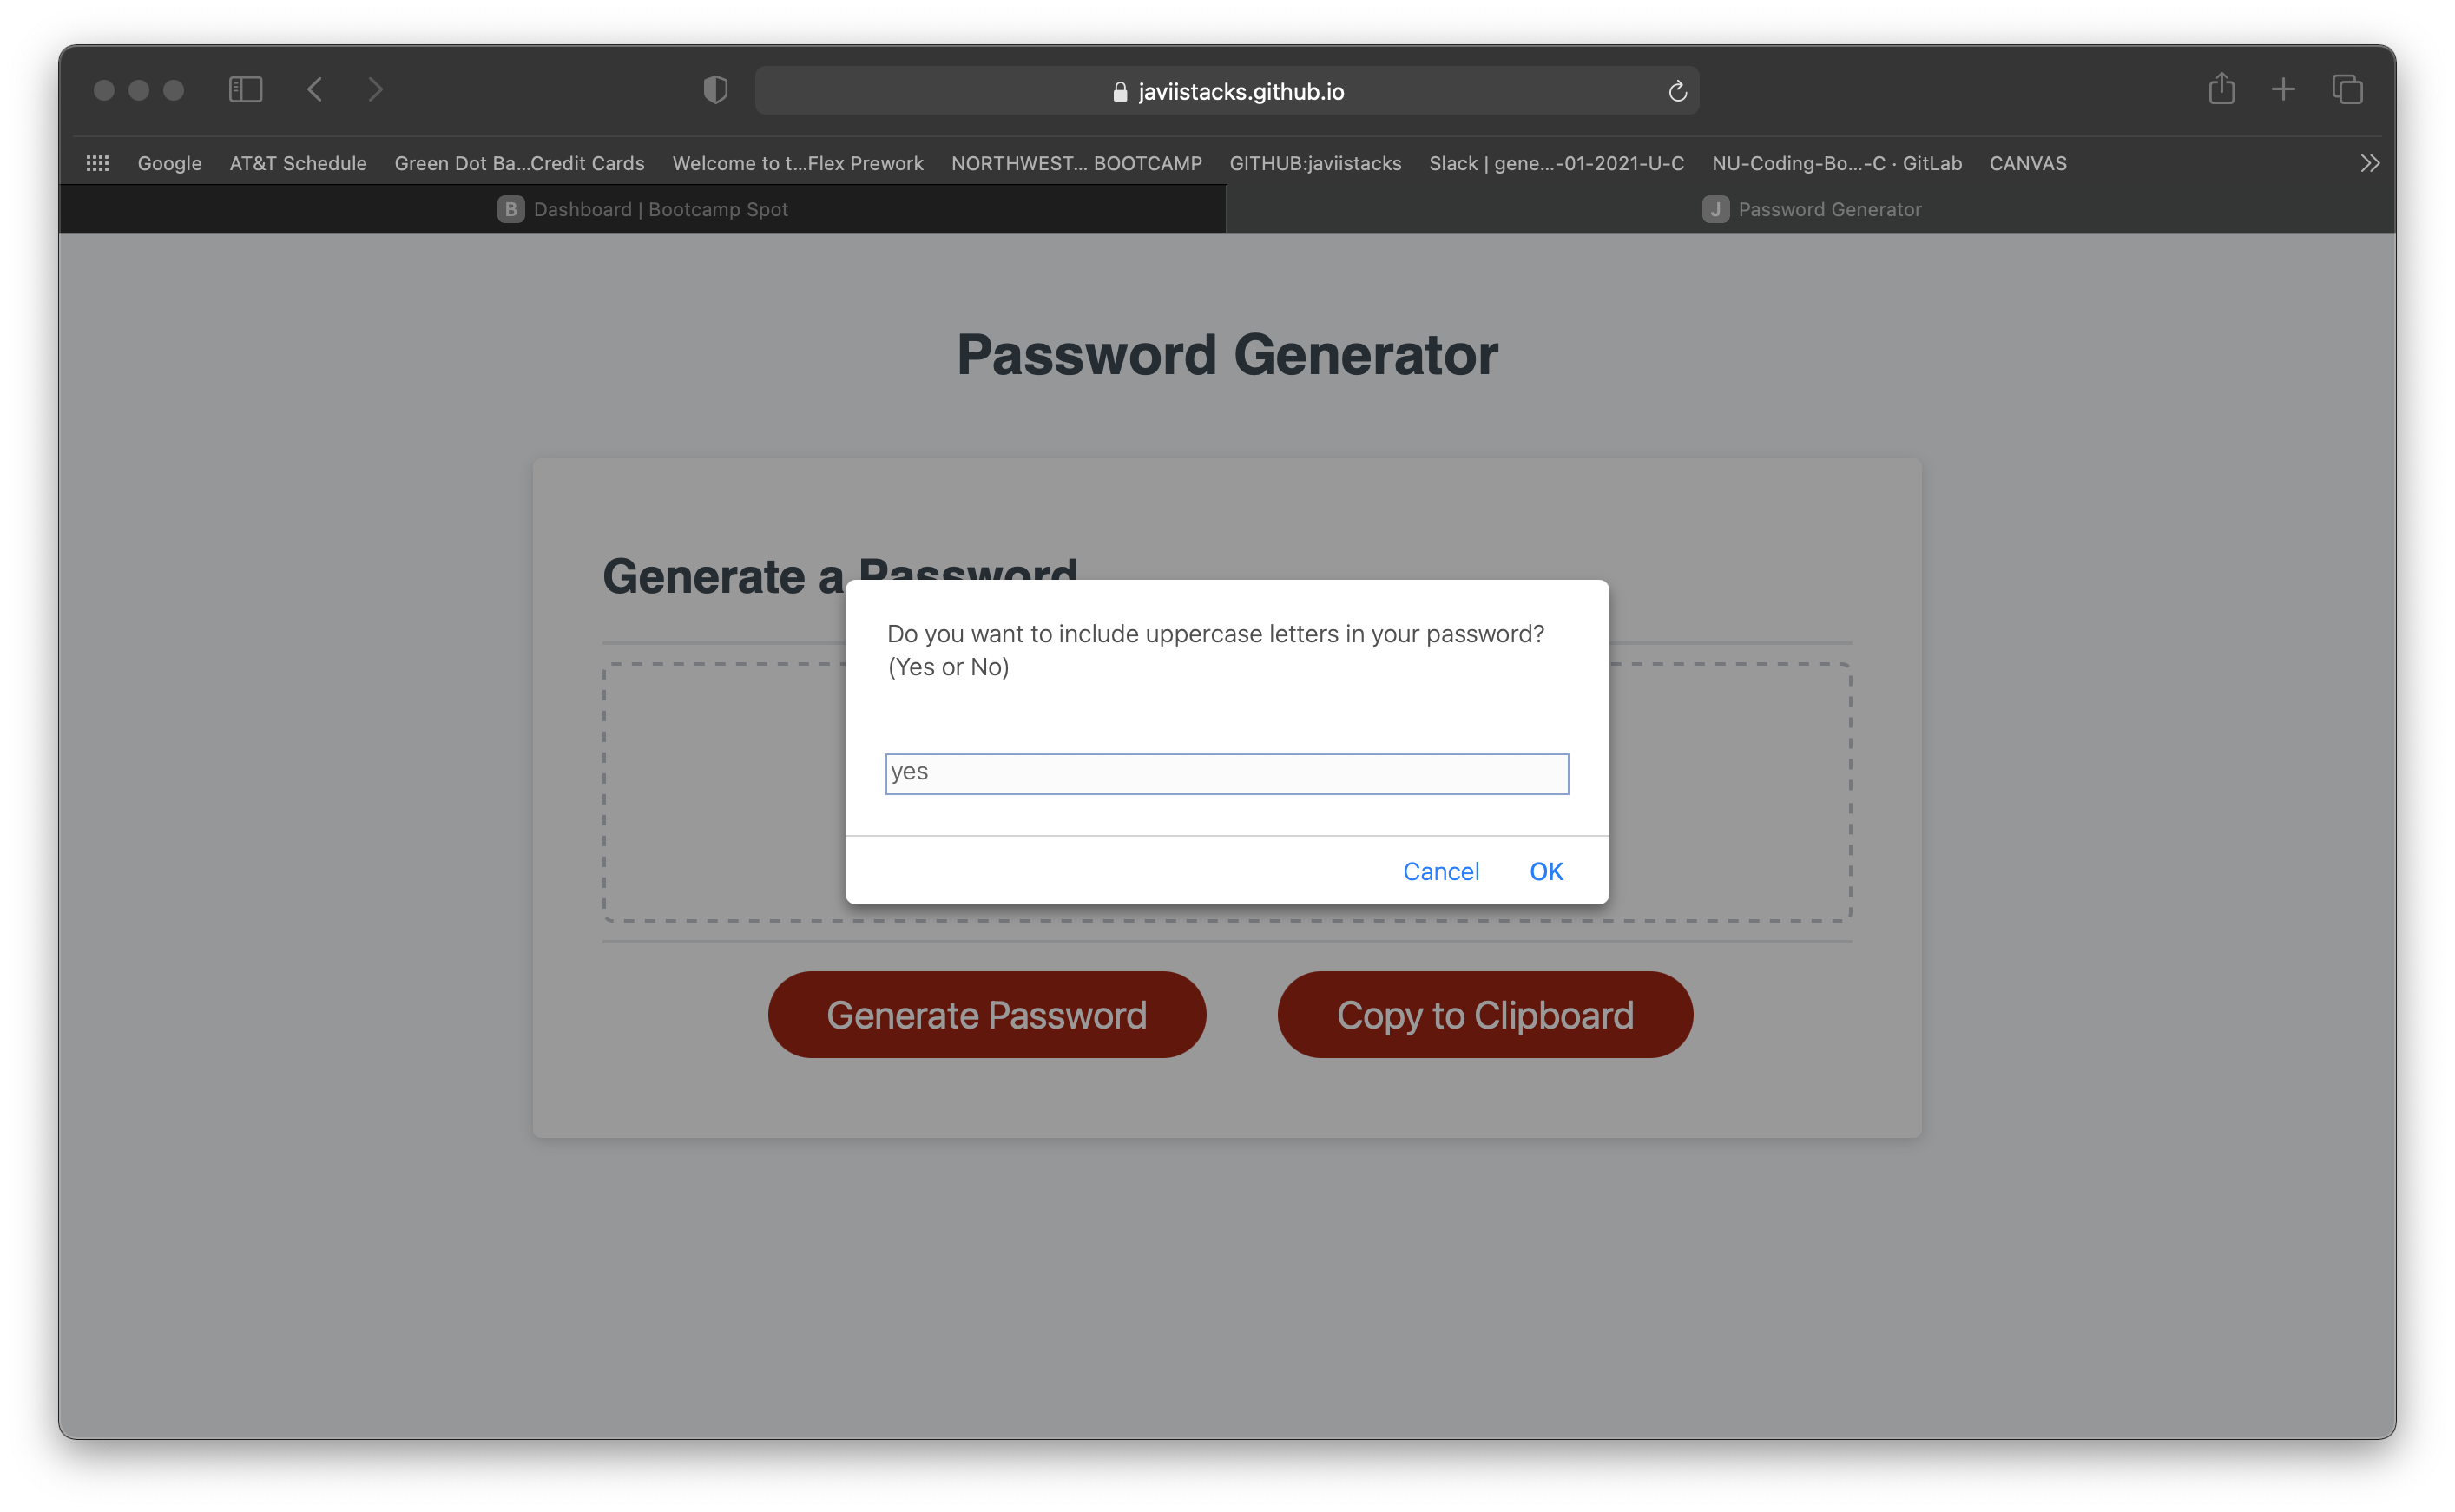 javiistacks.github.io
Google AT&T Schedule Green Dot Ba...Credit Cards Welcome to t...Flex Prework NORTHWEST... BOOTCAMP GITHUB:javiistacks Slack | gene...-01-2021-U-C NU-Coding-Bo...-C · GitLab CANVAS
B Dashboard | Bootcamp Spot J Password Generator
Password Generator
Generate a Password
Do you want to include uppercase letters in your password?
(Yes or No)
yes
Cancel OK
Generate Password Copy to Clipboard